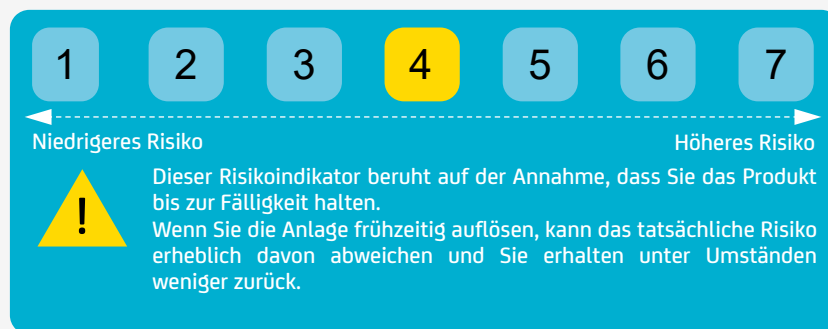 1 2 3 4 5 6 7
Niedrigeres Risiko Höheres Risiko
!
Dieser Risikoindikator beruht auf der Annahme, dass Sie das Produkt
bis zur Fälligkeit halten.
Wenn Sie die Anlage frühzeitig auflösen, kann das tatsächliche Risiko
erheblich davon abweichen und Sie erhalten unter Umständen
weniger zurück.